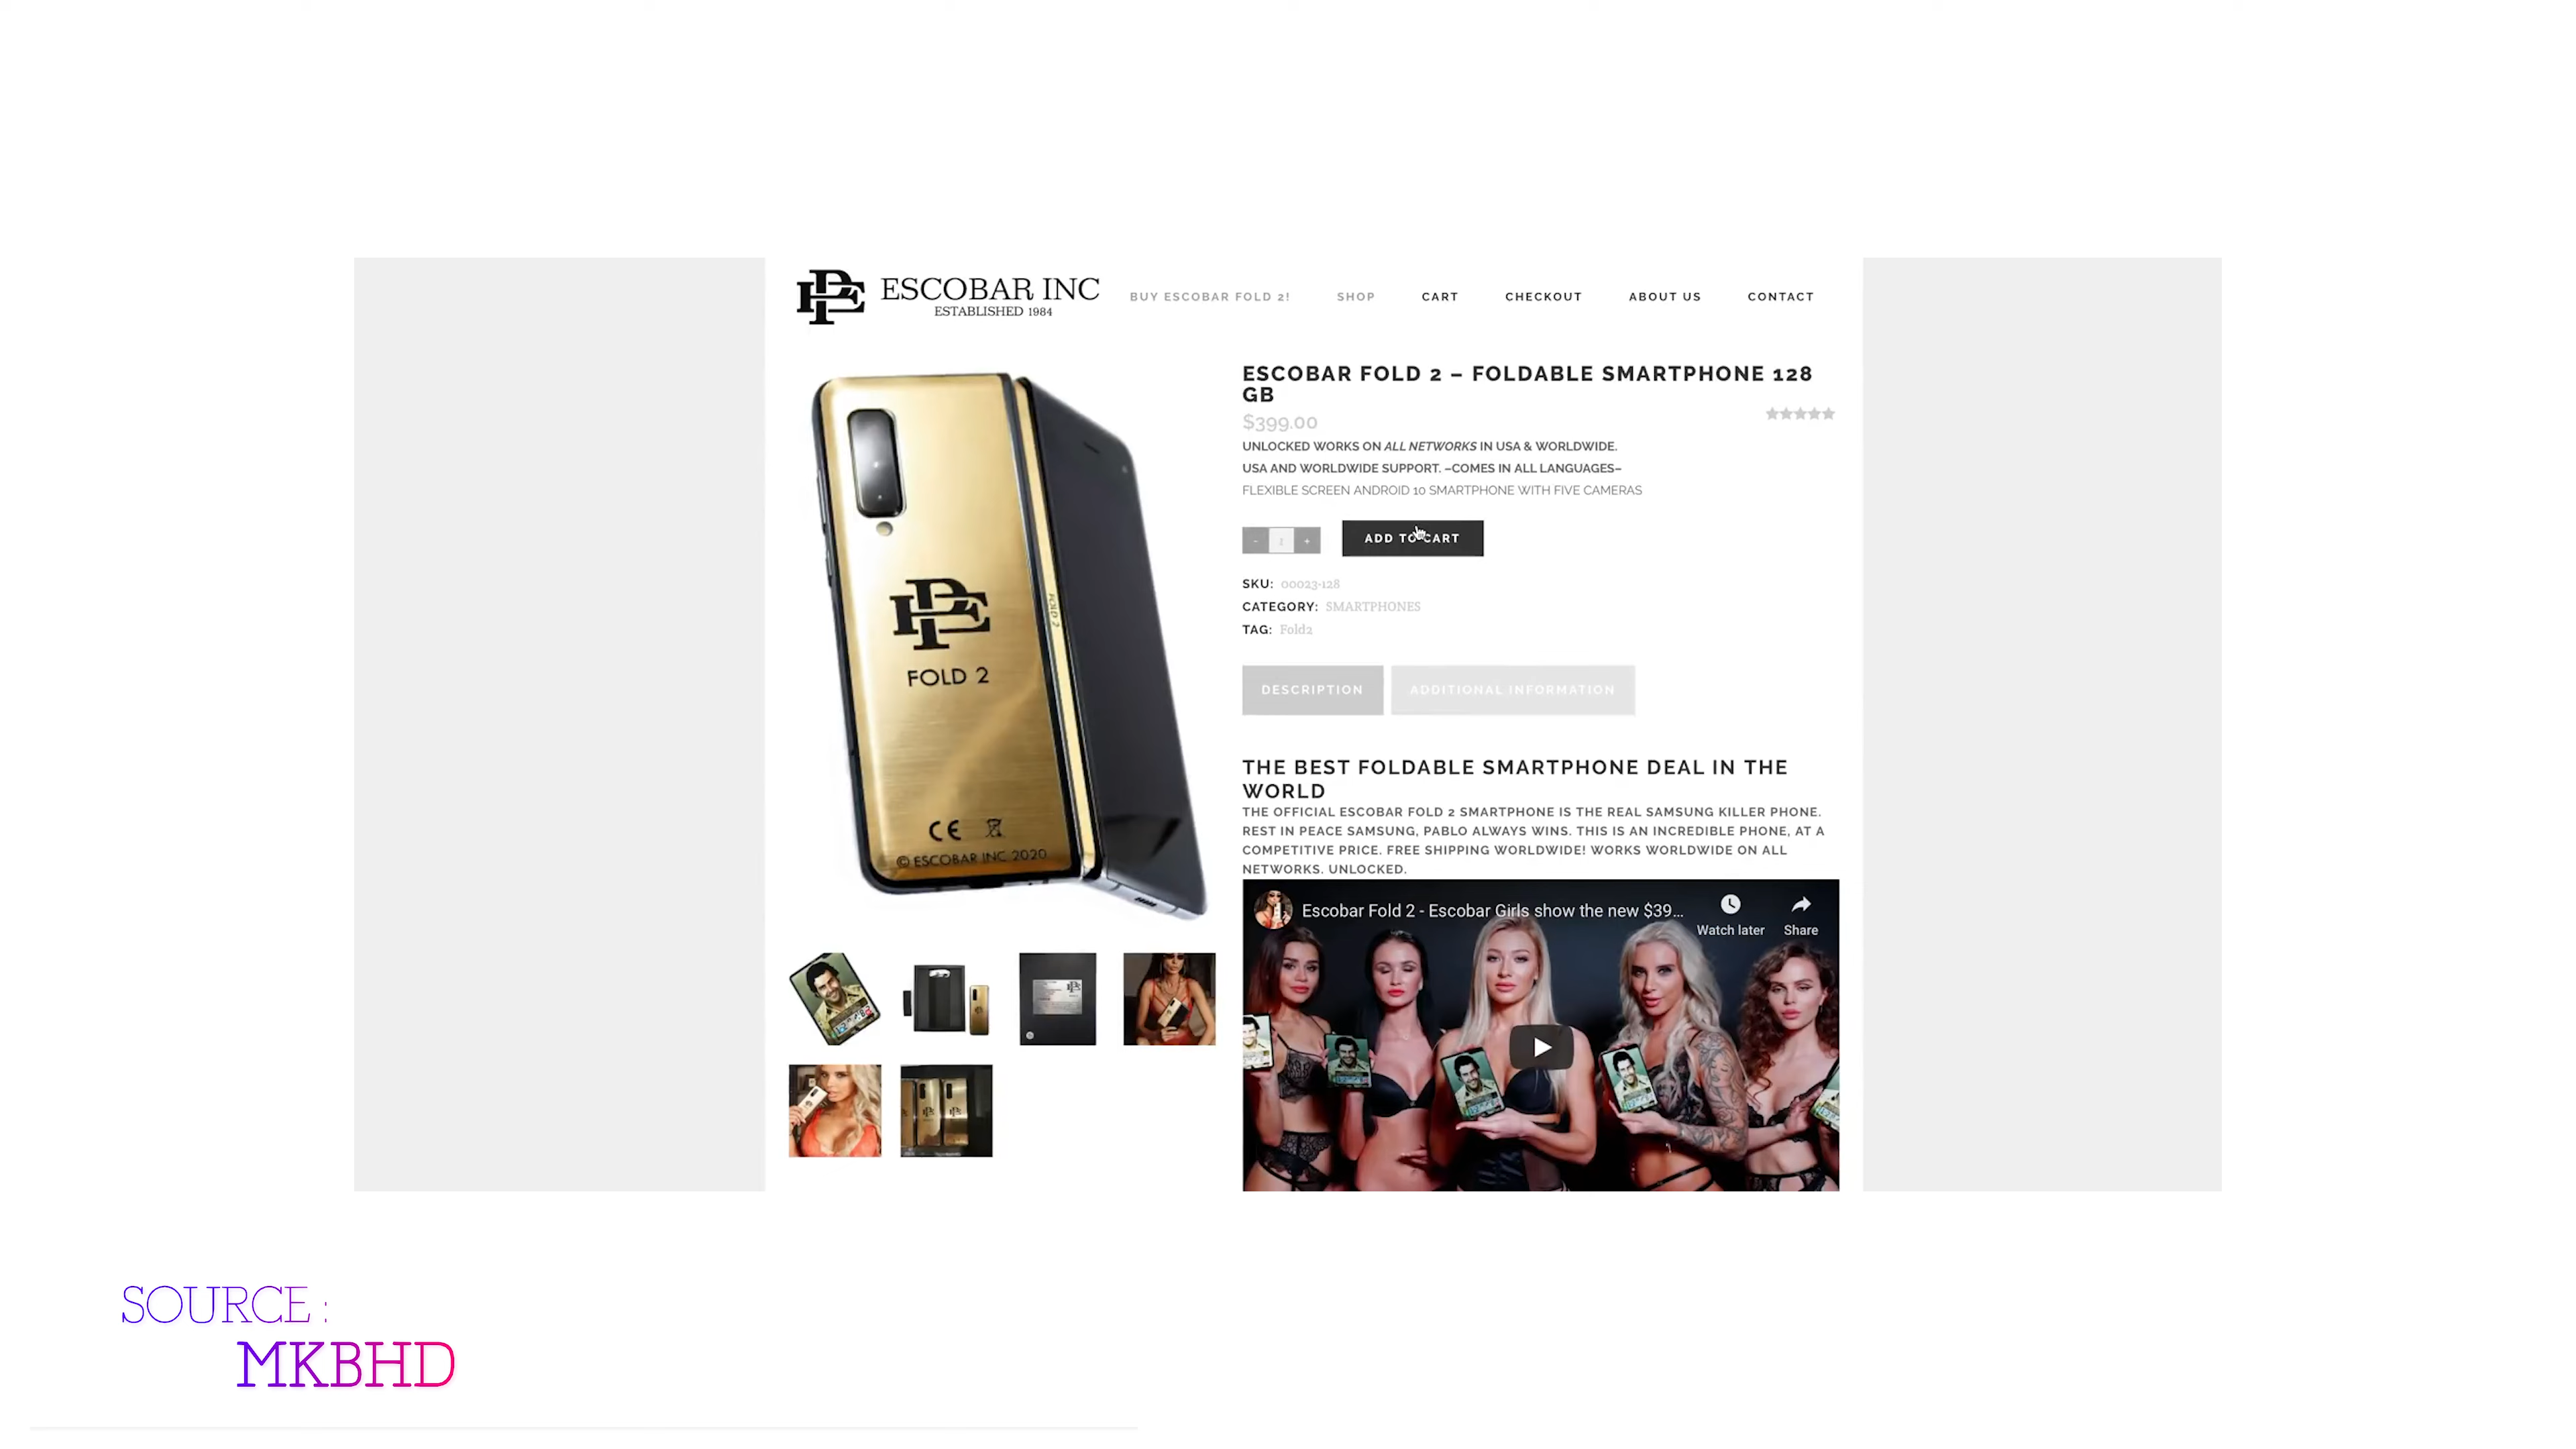 ESCOBAR INC
ESTABLISHED 1984
BUY ESCOBAR FOLD 2!
SHOP
CART
CHECKOUT
ABOUT US
CONTACT
FOLD 2
FOLD 2
CE
© ESCOBAR INC 2020
ESCOBAR FOLD 2 – FOLDABLE SMARTPHONE 128
GB
$399.00
UNLOCKED WORKS ON ALL NETWORKS IN USA & WORLDWIDE.
USA AND WORLDWIDE SUPPORT. –COMES IN ALL LANGUAGES–
FLEXIBLE SCREEN ANDROID 10 SMARTPHONE WITH FIVE CAMERAS
- 1 +
ADD TO CART
SKU: 00023-128
CATEGORY: SMARTPHONES
TAG: Fold2
DESCRIPTION
ADDITIONAL INFORMATION
THE BEST FOLDABLE SMARTPHONE DEAL IN THE
WORLD
THE OFFICIAL ESCOBAR FOLD 2 SMARTPHONE IS THE REAL SAMSUNG KILLER PHONE.
REST IN PEACE SAMSUNG, PABLO ALWAYS WINS. THIS IS AN INCREDIBLE PHONE, AT A
COMPETITIVE PRICE. FREE SHIPPING WORLDWIDE! WORKS WORLDWIDE ON ALL
NETWORKS. UNLOCKED.
Escobar Fold 2 - Escobar Girls show the new $39...
Watch later
Share
SOURCE :
MKBHD